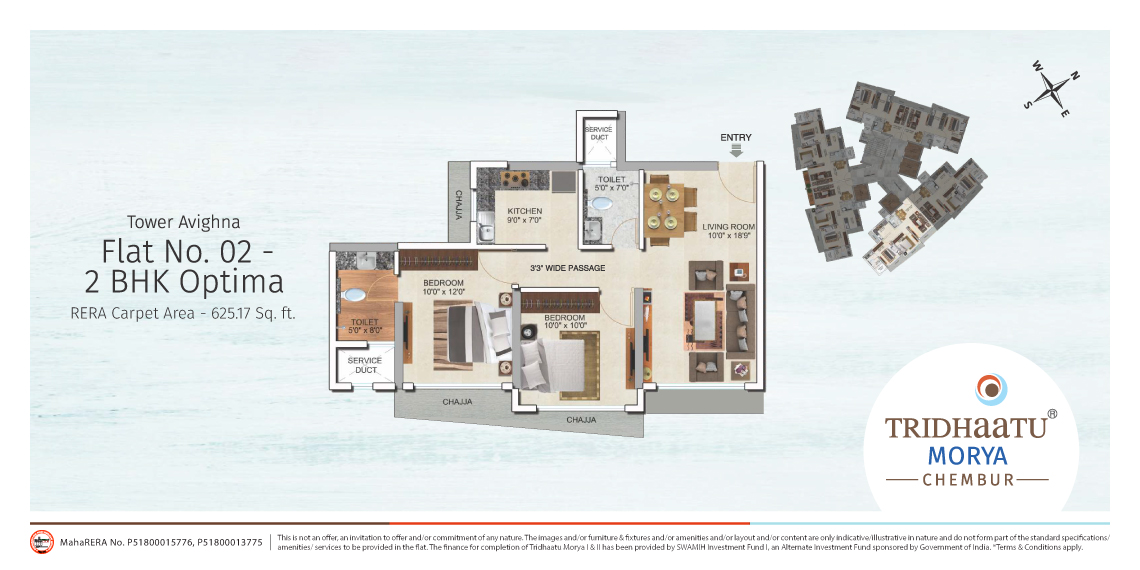 Tower Avighna
Flat No. 02 -
2 BHK Optima
RERA Carpet Area - 625.17 Sq. ft.
SERVICE
DUCT
ENTRY
CHAJJA
KITCHEN
9'0" x 7'0"
TOILET
5'0" x 7'0"
LIVING ROOM
10'0" x 18'9"
3'3" WIDE PASSAGE
BEDROOM
10'0" x 12'0"
BEDROOM
10'0" x 10'0"
TOILET
5'0" x 8'0"
SERVICE
DUCT
CHAJJA
CHAJJA
W
N
S
E
TRIDHAATU®
MORYA
CHEMBUR
MahaRERA No. P51800015776, P51800013775
This is not an offer, an invitation to offer and/or commitment of any nature. The images and/or furniture & fixtures and/or amenities and/or layout and/or content are only indicative/illustrative in nature and do not form part of the standard specifications/
amenities/ services to be provided in the flat. The finance for completion of Tridhaatu Morya I & II has been provided by SWAMIH Investment Fund I, an Alternate Investment Fund sponsored by Government of India. *Terms & Conditions apply.